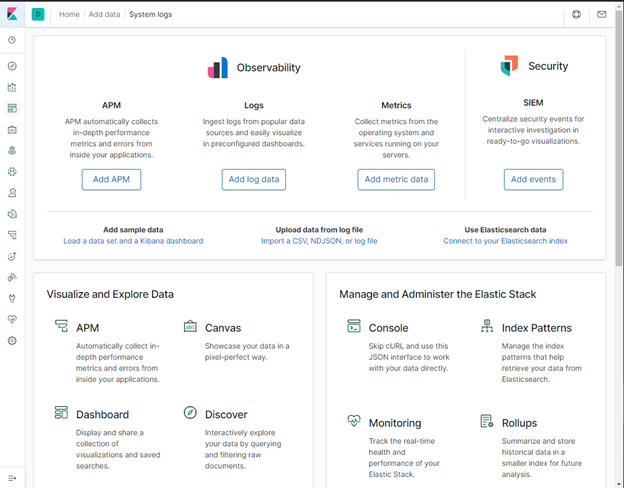 D
Home / Add data / System logs
Observability
Security
APM
APM automatically collects
in-depth performance
metrics and errors from
inside your applications.
Add APM
Logs
Ingest logs from popular data
sources and easily visualize
in preconfigured dashboards.
Add log data
Metrics
Collect metrics from the
operating system and
services running on your
servers.
Add metric data
SIEM
Centralize security events for
interactive investigation in
ready-to-go visualizations.
Add events
Add sample data
Load a data set and a Kibana dashboard
Upload data from log file
Import a CSV, NDJSON, or log file
Use Elasticsearch data
Connect to your Elasticsearch index
Visualize and Explore Data
APM
Automatically collect in-
depth performance
metrics and errors from
inside your applications.
Canvas
Showcase your data in a
pixel-perfect way.
Dashboard
Display and share a
collection of
visualizations and saved
searches.
Discover
Interactively explore
your data by querying
and filtering raw
documents.
Manage and Administer the Elastic Stack
Console
Skip cURL and use this
JSON interface to work
with your data directly.
Index Patterns
Manage the index
patterns that help
retrieve your data from
Elasticsearch.
Monitoring
Track the real-time
health and
performance of your
Elastic Stack.
Rollups
Summarize and store
historical data in a
smaller index for future
analysis.